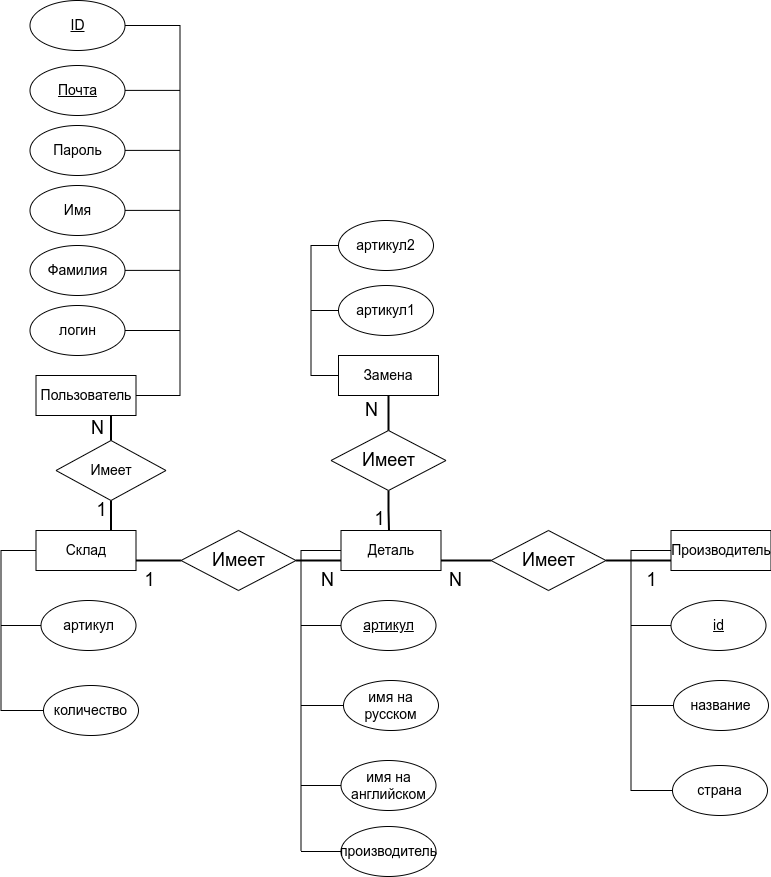 ID
Почта
Пароль
Имя
Фамилия
логин
Пользователь
N
Имеет
1
Склад
артикул
количество
1
Имеет
N
артикул2
артикул1
Замена
N
Имеет
1
Деталь
артикул
имя на
русском
имя на
английском
производитель
N
Имеет
1
Производитель
id
название
страна